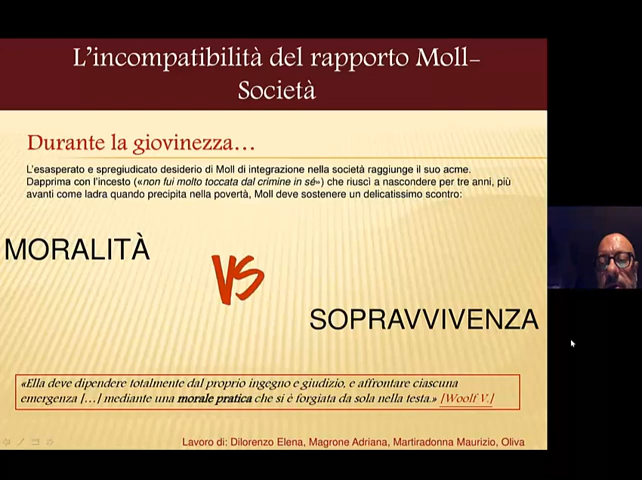 L'incompatibilità del rapporto Moll-
Società
Durante la giovinezza…
L'esasperato e spregiudicato desiderio di Moll di integrazione nella società raggiunge il suo acme.
Dapprima con l'incesto («non fui molto toccata dal crimine in sé») che riuscì a nascondere per tre anni, più
avanti come ladra quando precipita nella povertà, Moll deve sostenere un delicatissimo scontro:
MORALITÀ
VS
SOPRAVVIVENZA
«Ella deve dipendere totalmente dal proprio ingegno e giudizio, e affrontare ciascuna
emergenza […] mediante una morale pratica che si è forgiata da sola nella testa.» [Woolf V.]
Lavoro di: Dilorenzo Elena, Magrone Adriana, Martiradonna Maurizio, Oliva